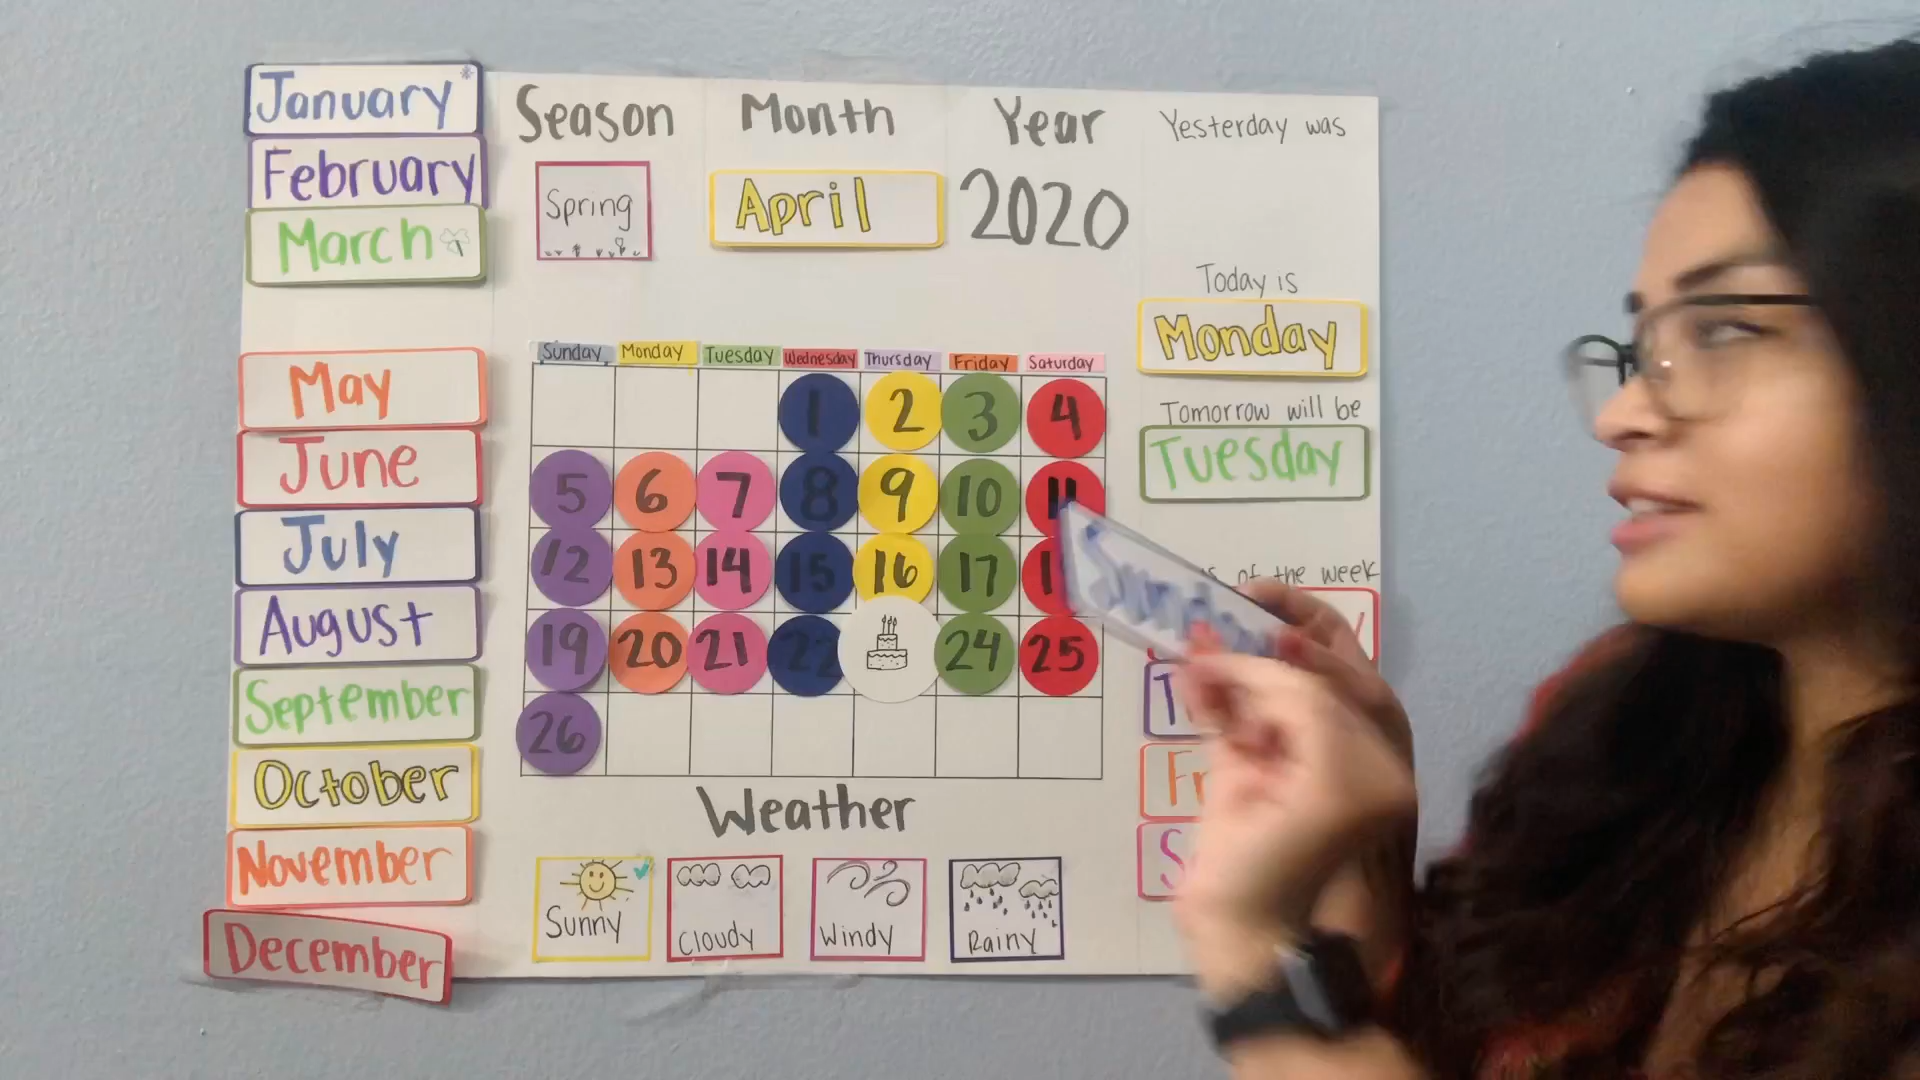 January
February
March
May
June
July
August
September
October
November
December
Season
Spring
Month
April
Year
2020
Yesterday was
Today is
Monday
Tomorrow will be
Tuesday
of the week
Sunday
Sunday Monday Tuesday Wednesday Thursday Friday Saturday
1 2 3 4
5 6 7 8 9 10 11
12 13 14 15 16 17
19 20 21 22 24 25
26
Weather
Sunny
Cloudy
Windy
Rainy